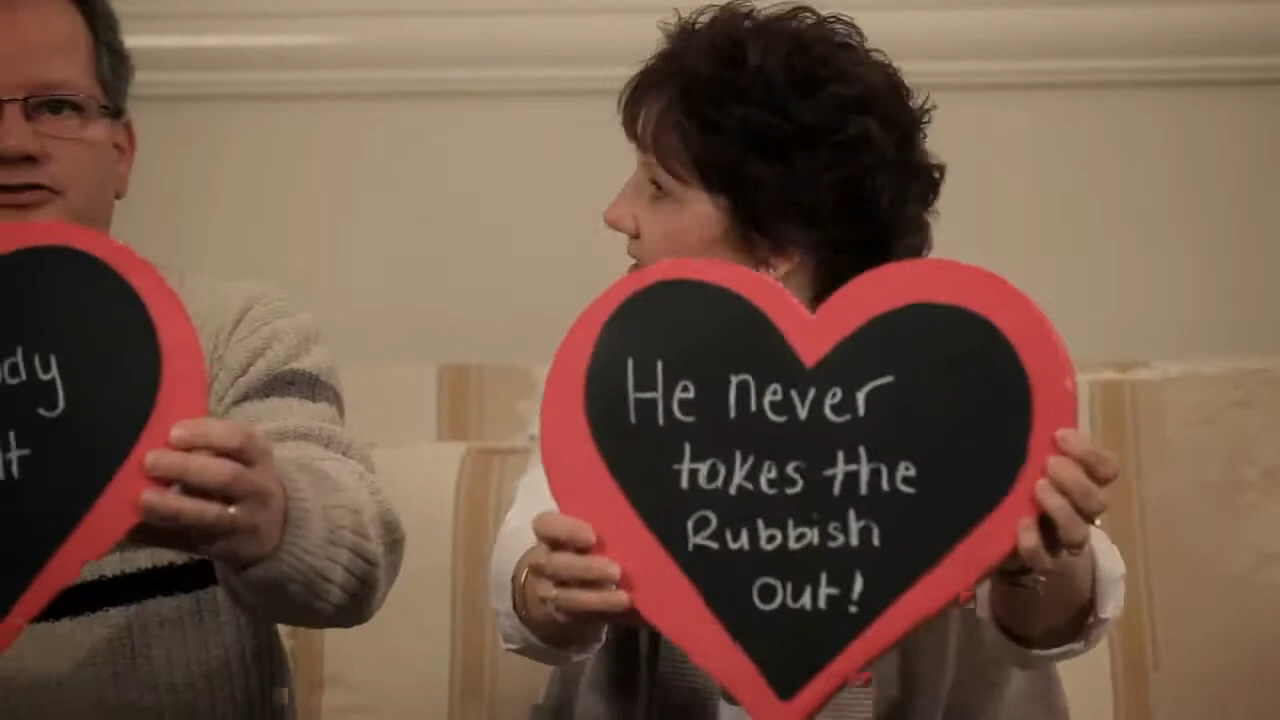 He never
takes the
Rubbish
out!